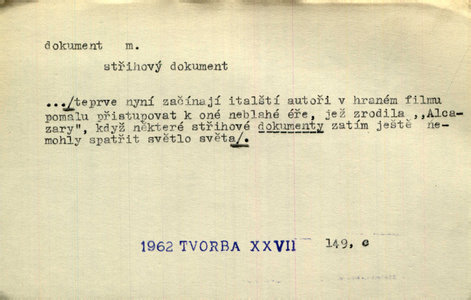 dokument m.
střihový dokument
.../teprve nyní začínají italští autoři v hraném filmu
pomalu přistupovat k oné neblahé éře, jež zrodila ,,Alca-
zary", když některé střihové dokumenty zatím ještě ne-
mohly spatřit světlo světa/.
1962 TVORBA XXVII 149, c